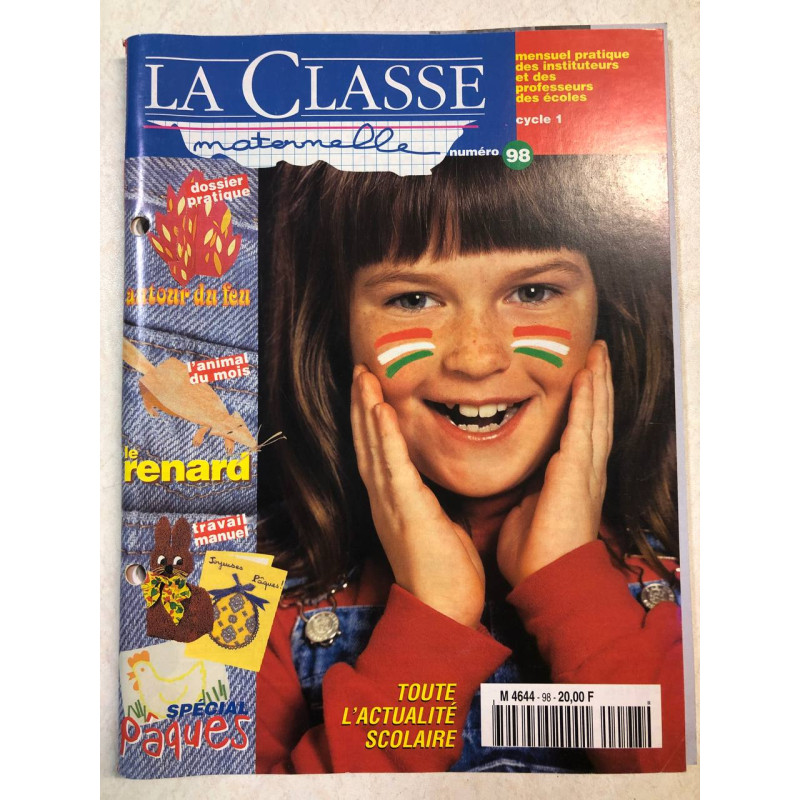 LA CLASSE
maternelle
numéro 98
mensuel pratique
des instituteurs
et des
professeurs
des écoles
cycle 1
dossier
pratique
autour du feu
l'animal
du mois
le
renard
travail
manuel
Joyeuses
Pâques!
SPÉCIAL
Pâques
TOUTE
L'ACTUALITÉ
SCOLAIRE
M 4644 - 98 - 20,00 F